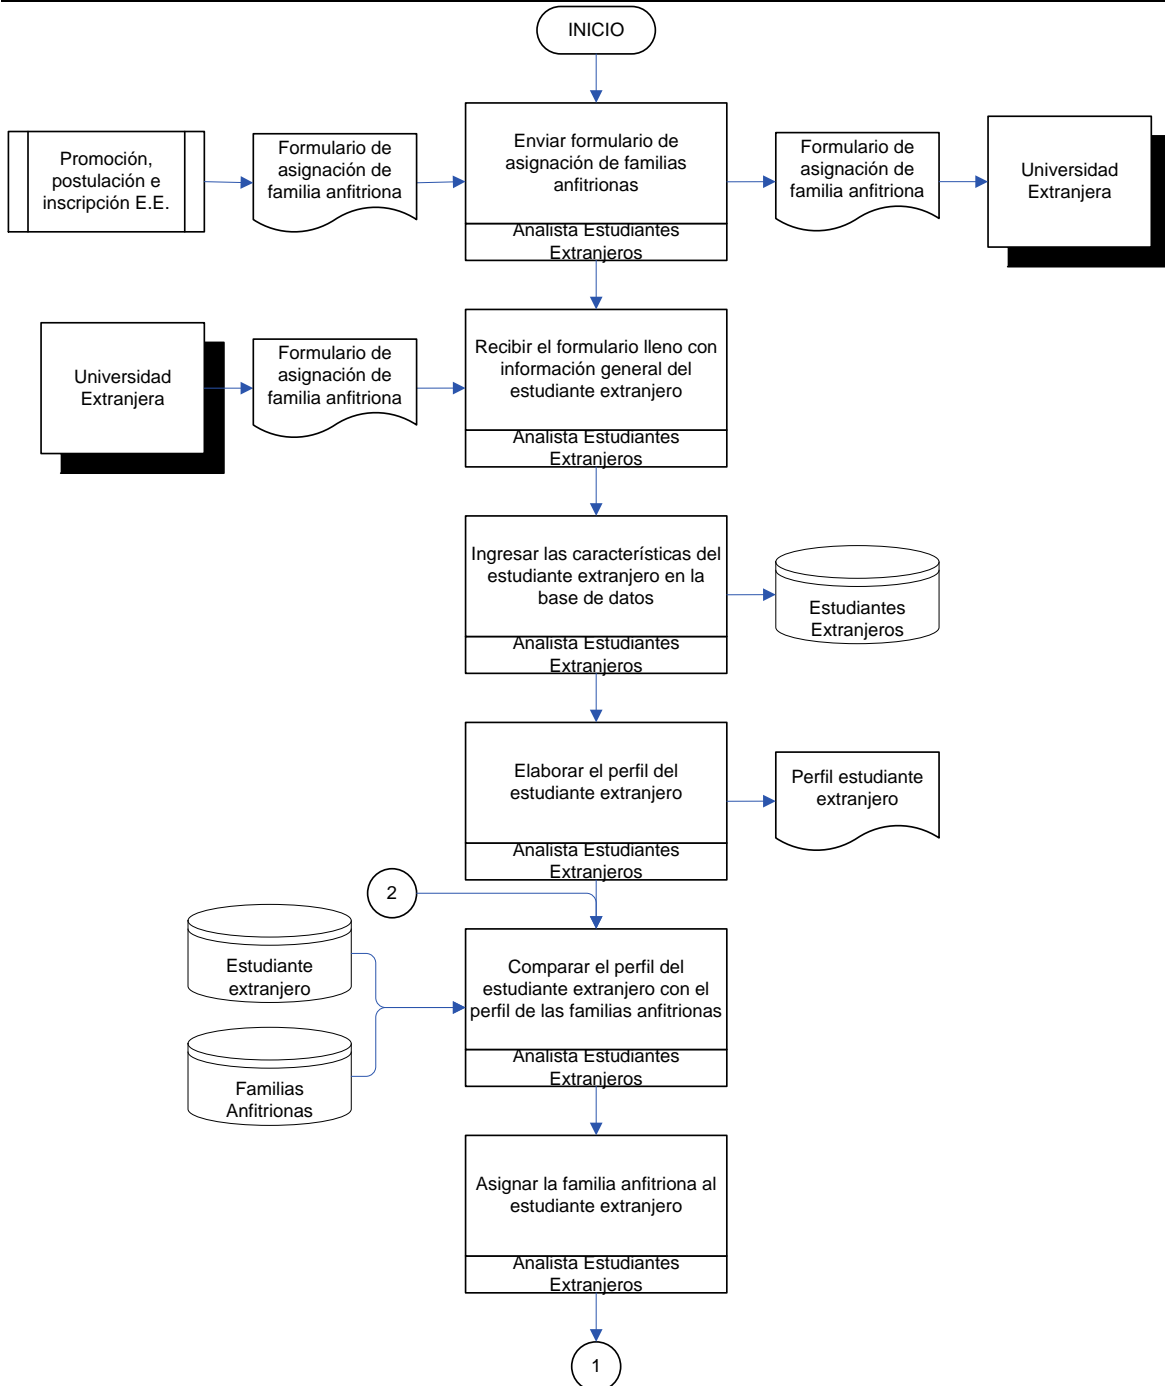 INICIO
Promoción,
postulación e
inscripción E.E.
Formulario de
asignación de
familia anfitriona
Enviar formulario de
asignación de familias
anfitrionas
Analista Estudiantes
Extranjeros
Formulario de
asignación de
familia anfitriona
Universidad
Extranjera
Universidad
Extranjera
Formulario de
asignación de
familia anfitriona
Recibir el formulario lleno con
información general del
estudiante extranjero
Analista Estudiantes
Extranjeros
Ingresar las características del
estudiante extranjero en la
base de datos
Analista Estudiantes
Extranjeros
Estudiantes
Extranjeros
Elaborar el perfil del
estudiante extranjero
Analista Estudiantes
Extranjeros
Perfil estudiante
extranjero
2
Estudiante
extranjero
Familias
Anfitrionas
Comparar el perfil del
estudiante extranjero con el
perfil de las familias anfitrionas
Analista Estudiantes
Extranjeros
Asignar la familia anfitriona al
estudiante extranjero
Analista Estudiantes
Extranjeros
1